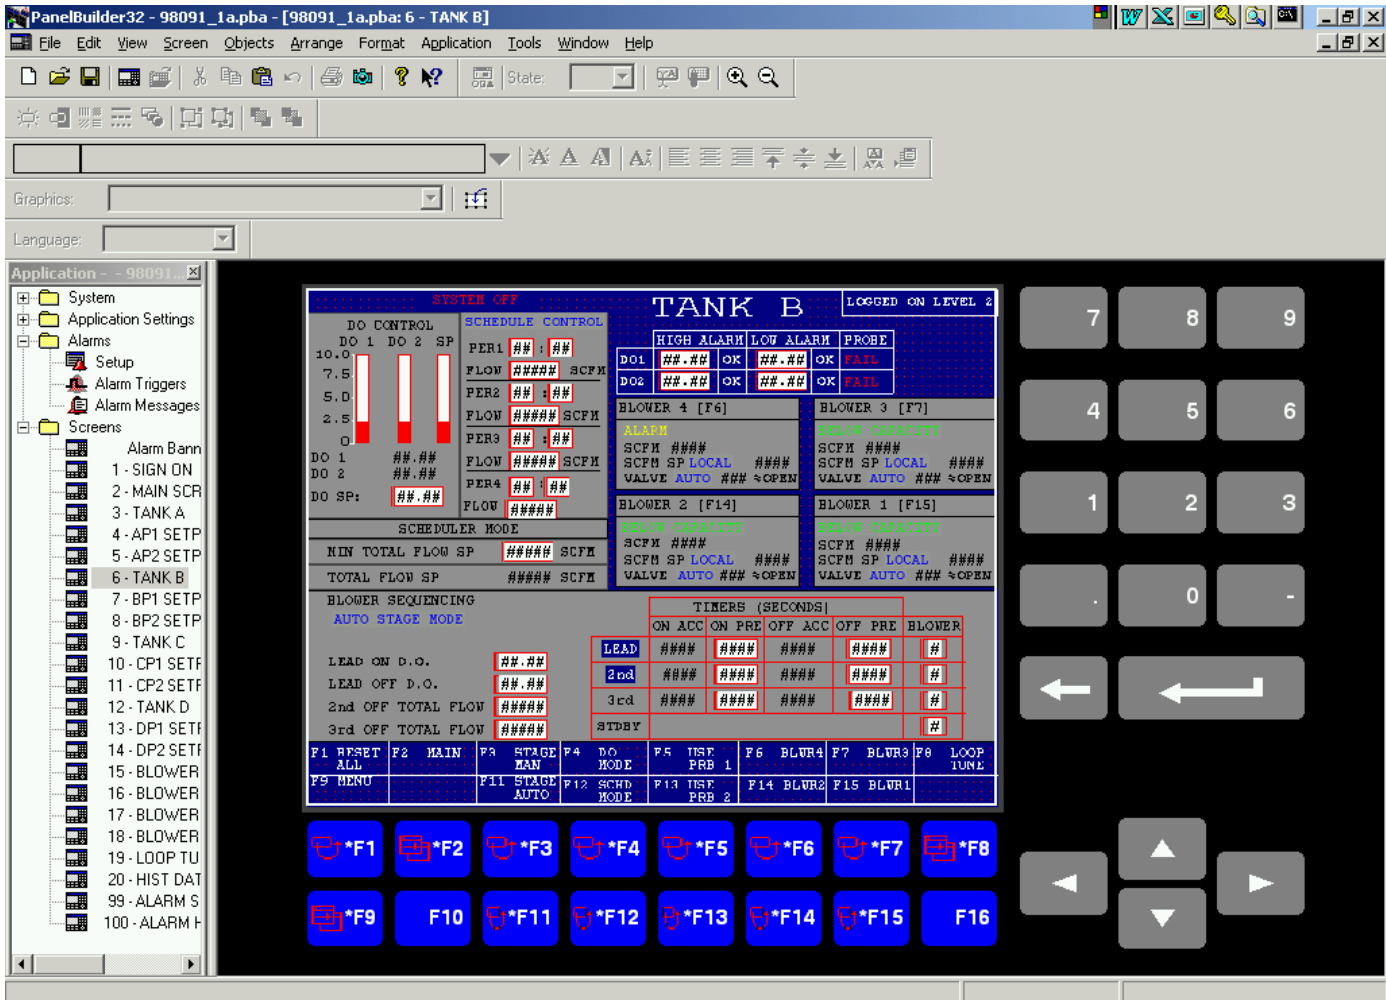 PanelBuilder32 - 98091_1a.pba - [98091_1a.pba: 6 - TANK B]
File Edit View Screen Objects Arrange Format Application Tools Window Help
State:
Graphics:
Language:
Application - - 98091...
System
Application Settings
Alarms
Setup
Alarm Triggers
Alarm Messages
Screens
Alarm Bann
1 - SIGN ON
2 - MAIN SCR
3 - TANK A
4 - AP1 SETP
5 - AP2 SETP
6 - TANK B
7 - BP1 SETP
8 - BP2 SETP
9 - TANK C
10 - CP1 SETP
11 - CP2 SETP
12 - TANK D
13 - DP1 SETP
14 - DP2 SETP
15 - BLOWER
16 - BLOWER
17 - BLOWER
18 - BLOWER
19 - LOOP TU
20 - HIST DAT
99 - ALARM S
100 - ALARM H
SYSTEM OFF
TANK B
LOGGED ON LEVEL 2
DO CONTROL
DO 1 DO 2 SP
10.0
7.5
5.0
2.5
0
DO 1 ##.##
DO 2 ##.##
DO SP: ##.##
SCHEDULE CONTROL
PER1 ## : ##
FLOW ##### SCFM
PER2 ## : ##
FLOW ##### SCFM
PER3 ## : ##
FLOW ##### SCFM
PER4 ## : ##
FLOW #####
HIGH ALARM LOW ALARM PROBE
DO1 ##.## OK ##.## OK FAIL
DO2 ##.## OK ##.## OK FAIL
BLOWER 4 [F6]
ALARM
SCFM ####
SCFM SP LOCAL ####
VALVE AUTO ### %OPEN
BLOWER 3 [F7]
BELOW CAPACITY
SCFM ####
SCFM SP LOCAL ####
VALVE AUTO ### %OPEN
BLOWER 2 [F14]
BELOW CAPACITY
SCFM ####
SCFM SP LOCAL ####
VALVE AUTO ### %OPEN
BLOWER 1 [F15]
BELOW CAPACITY
SCFM ####
SCFM SP LOCAL ####
VALVE AUTO ### %OPEN
SCHEDULER MODE
MIN TOTAL FLOW SP ##### SCFM
TOTAL FLOW SP ##### SCFM
BLOWER SEQUENCING
AUTO STAGE MODE
LEAD ON D.O. ##.##
LEAD OFF D.O. ##.##
2nd OFF TOTAL FLOW #####
3rd OFF TOTAL FLOW #####
TIMERS (SECONDS)
ON ACC ON PRE OFF ACC OFF PRE BLOWER
LEAD #### #### #### #### #
2nd #### #### #### #### #
3rd #### #### #### #### #
STDBY #
F1 RESET ALL
F2 MAIN
F3 STAGE MAN
F4 DO MODE
F5 USE PRB 1
F6 BLWR4
F7 BLWR3
F8 LOOP TUNE
F9 MENU
F11 STAGE AUTO
F12 SCHD MODE
F13 USE PRB 2
F14 BLWR2
F15 BLWR1
*F1 *F2 *F3 *F4 *F5 *F6 *F7 *F8
*F9 F10 *F11 *F12 *F13 *F14 *F15 F16
7 8 9
4 5 6
1 2 3
. 0 -